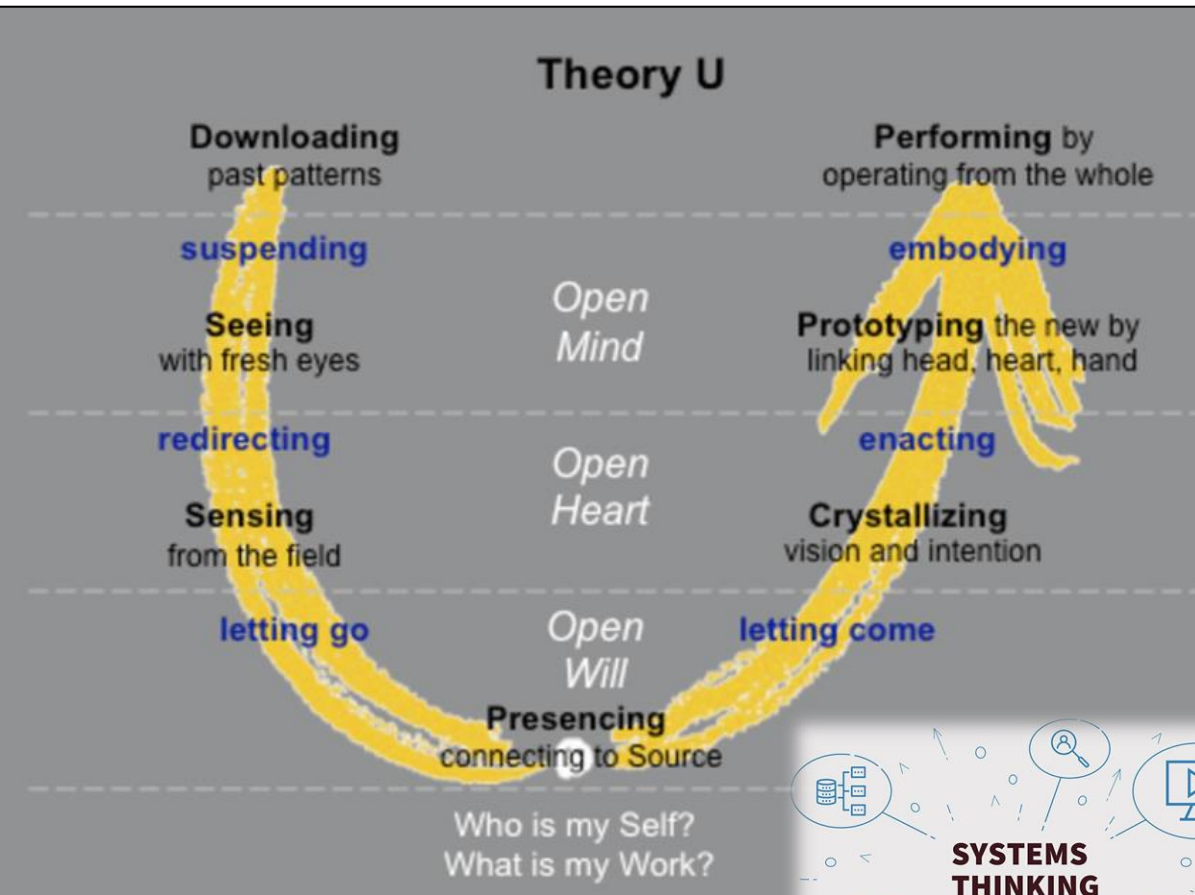 Theory U
Downloading
past patterns
Performing by
operating from the whole
suspending
embodying
Open
Mind
Seeing
with fresh eyes
Prototyping the new by
linking head, heart, hand
redirecting
enacting
Open
Heart
Sensing
from the field
Crystallizing
vision and intention
letting go
Open
Will
letting come
Presencing
connecting to Source
Who is my Self?
What is my Work?
SYSTEMS
THINKING